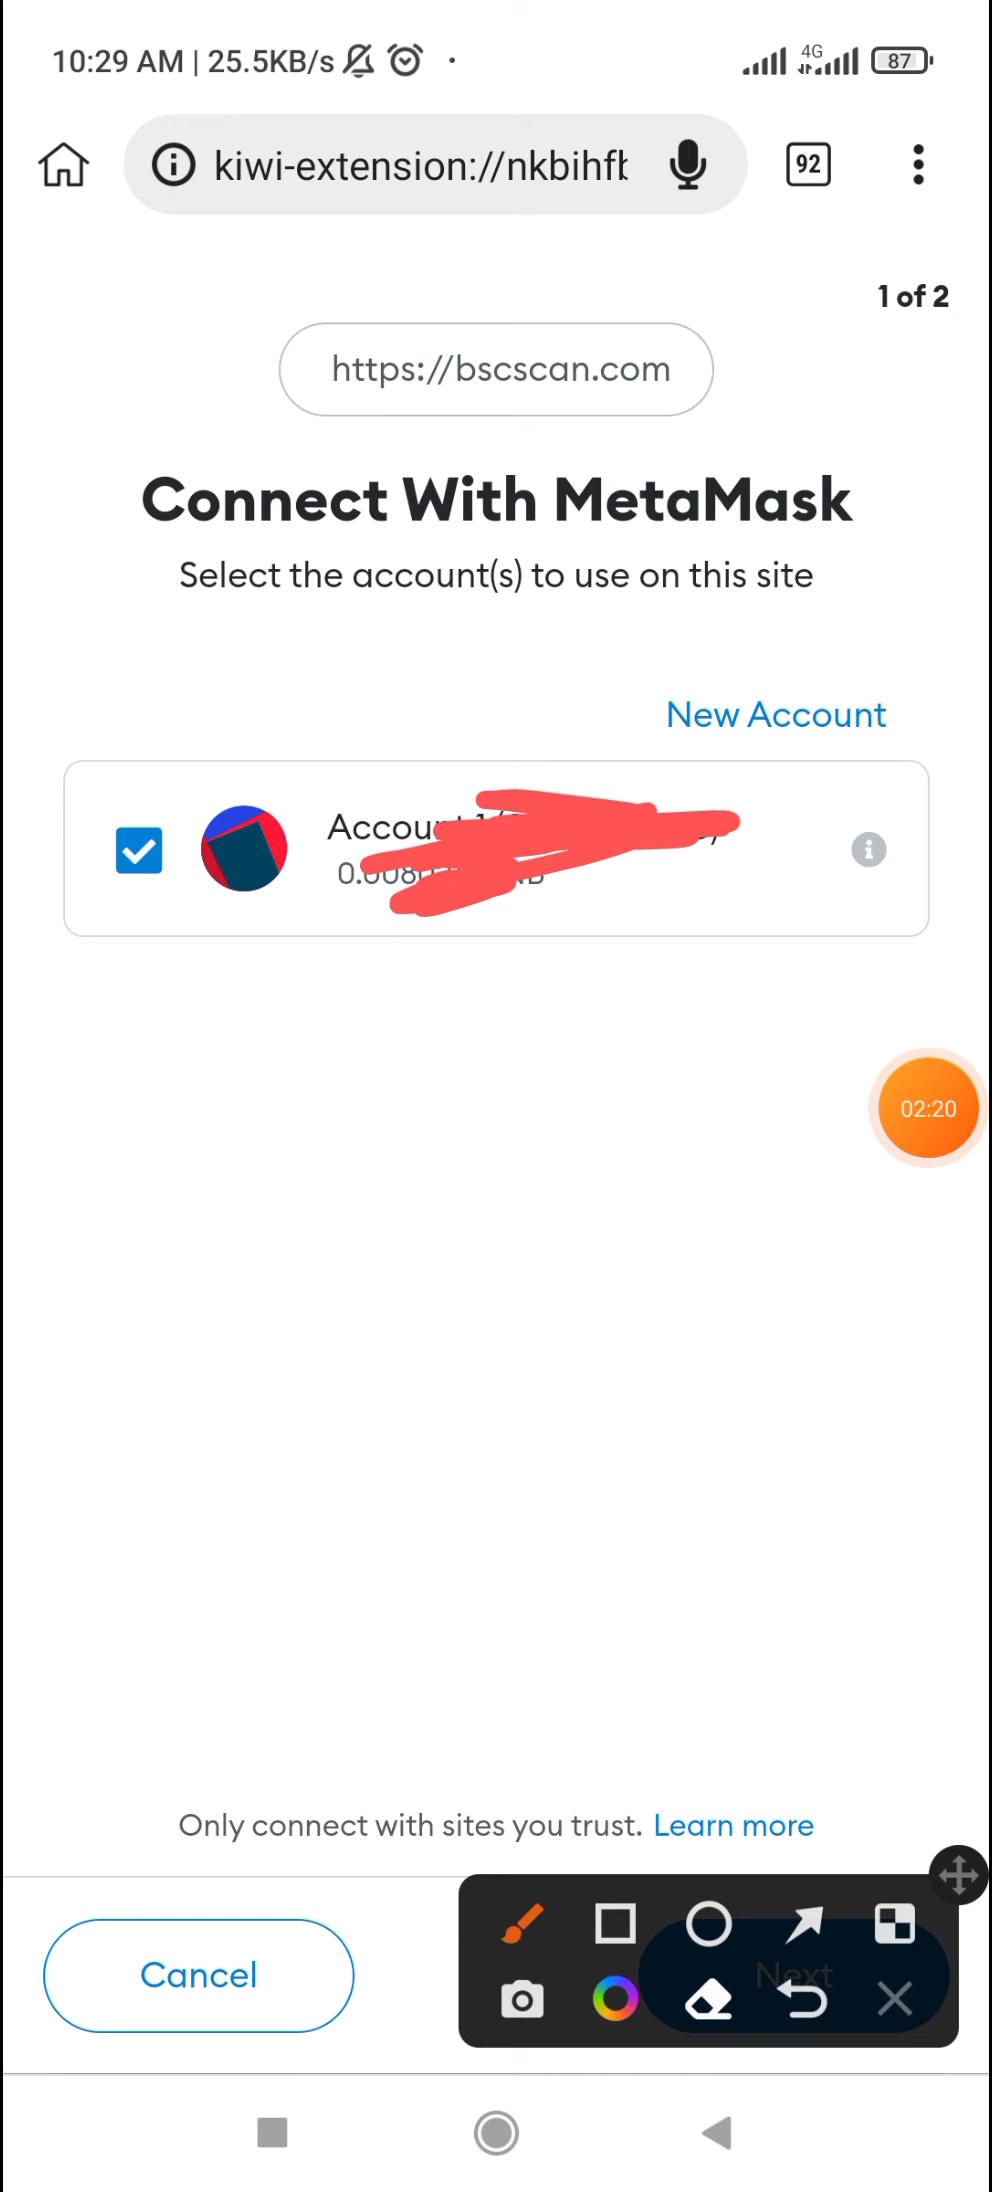 10:29 AM | 25.5KB/s
4G
87
kiwi-extension://nkbihfb
92
1 of 2
https://bscscan.com
Connect With MetaMask
Select the account(s) to use on this site
New Account
02:20
Only connect with sites you trust. Learn more
Cancel
Next